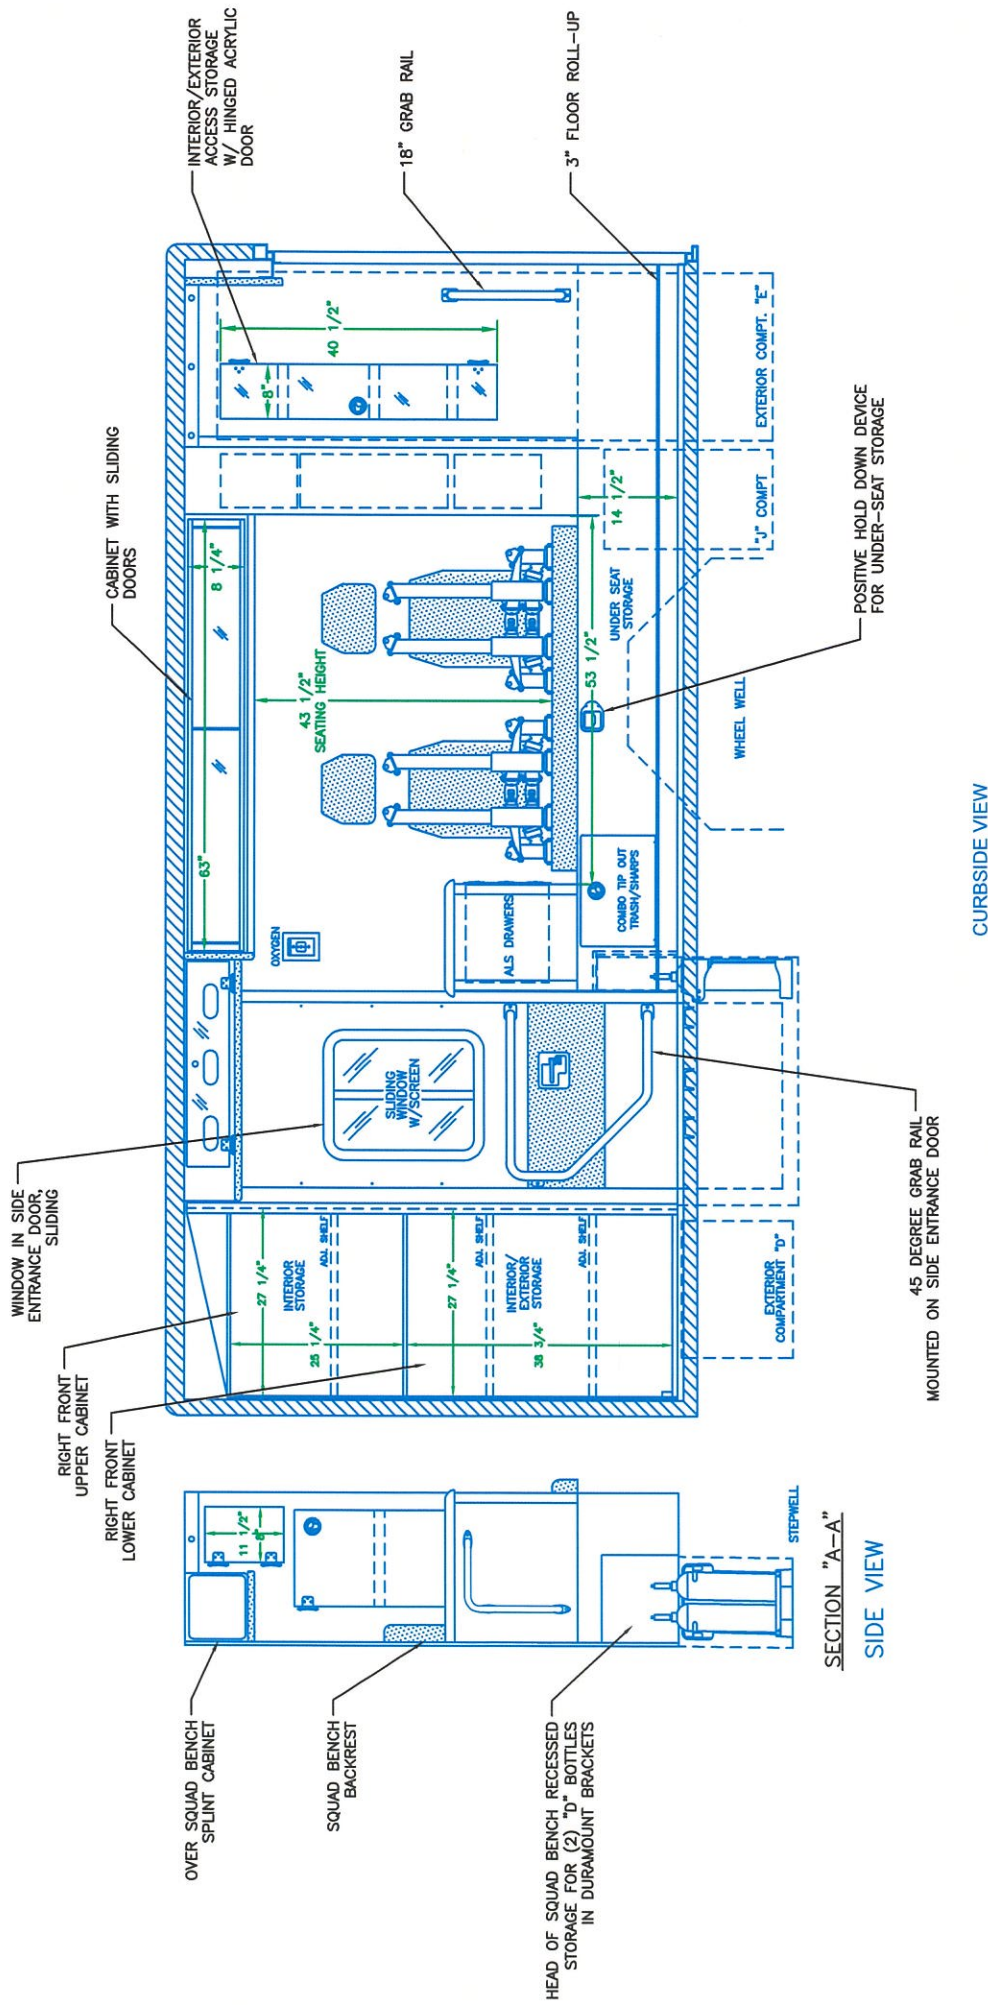 WINDOW IN SIDE
ENTRANCE DOOR,
SLIDING
RIGHT FRONT
UPPER CABINET
RIGHT FRONT
LOWER CABINET
CABINET WITH SLIDING
DOORS
INTERIOR/EXTERIOR
ACCESS STORAGE
W/ HINGED ACRYLIC
DOOR
18" GRAB RAIL
3" FLOOR ROLL-UP
OVER SQUAD BENCH
SPLINT CABINET
SQUAD BENCH
BACKREST
HEAD OF SQUAD BENCH RECESSED
STORAGE FOR (2) "D" BOTTLES
IN DURAMOUNT BRACKETS
11 1/2"
8"
STEPWELL
SECTION "A-A"
SIDE VIEW
27 1/4"
INTERIOR
STORAGE
25 1/4"
ADJ. SHELF
27 1/4"
ADJ. SHELF
INTERIOR/
EXTERIOR
STORAGE
38 3/4"
ADJ. SHELF
EXTERIOR
COMPARTMENT "D"
SLIDING
WINDOW
W/SCREEN
OXYGEN
63"
8 1/4"
43 1/2"
SEATING HEIGHT
ALS DRAWERS
COMBO TIP OUT
TRASH/SHARPS
53 1/2"
UNDER SEAT
STORAGE
14 1/2"
WHEEL WELL
"J" COMPT
EXTERIOR COMPT. "E"
8"
40 1/2"
45 DEGREE GRAB RAIL
MOUNTED ON SIDE ENTRANCE DOOR
POSITIVE HOLD DOWN DEVICE
FOR UNDER-SEAT STORAGE
CURBSIDE VIEW